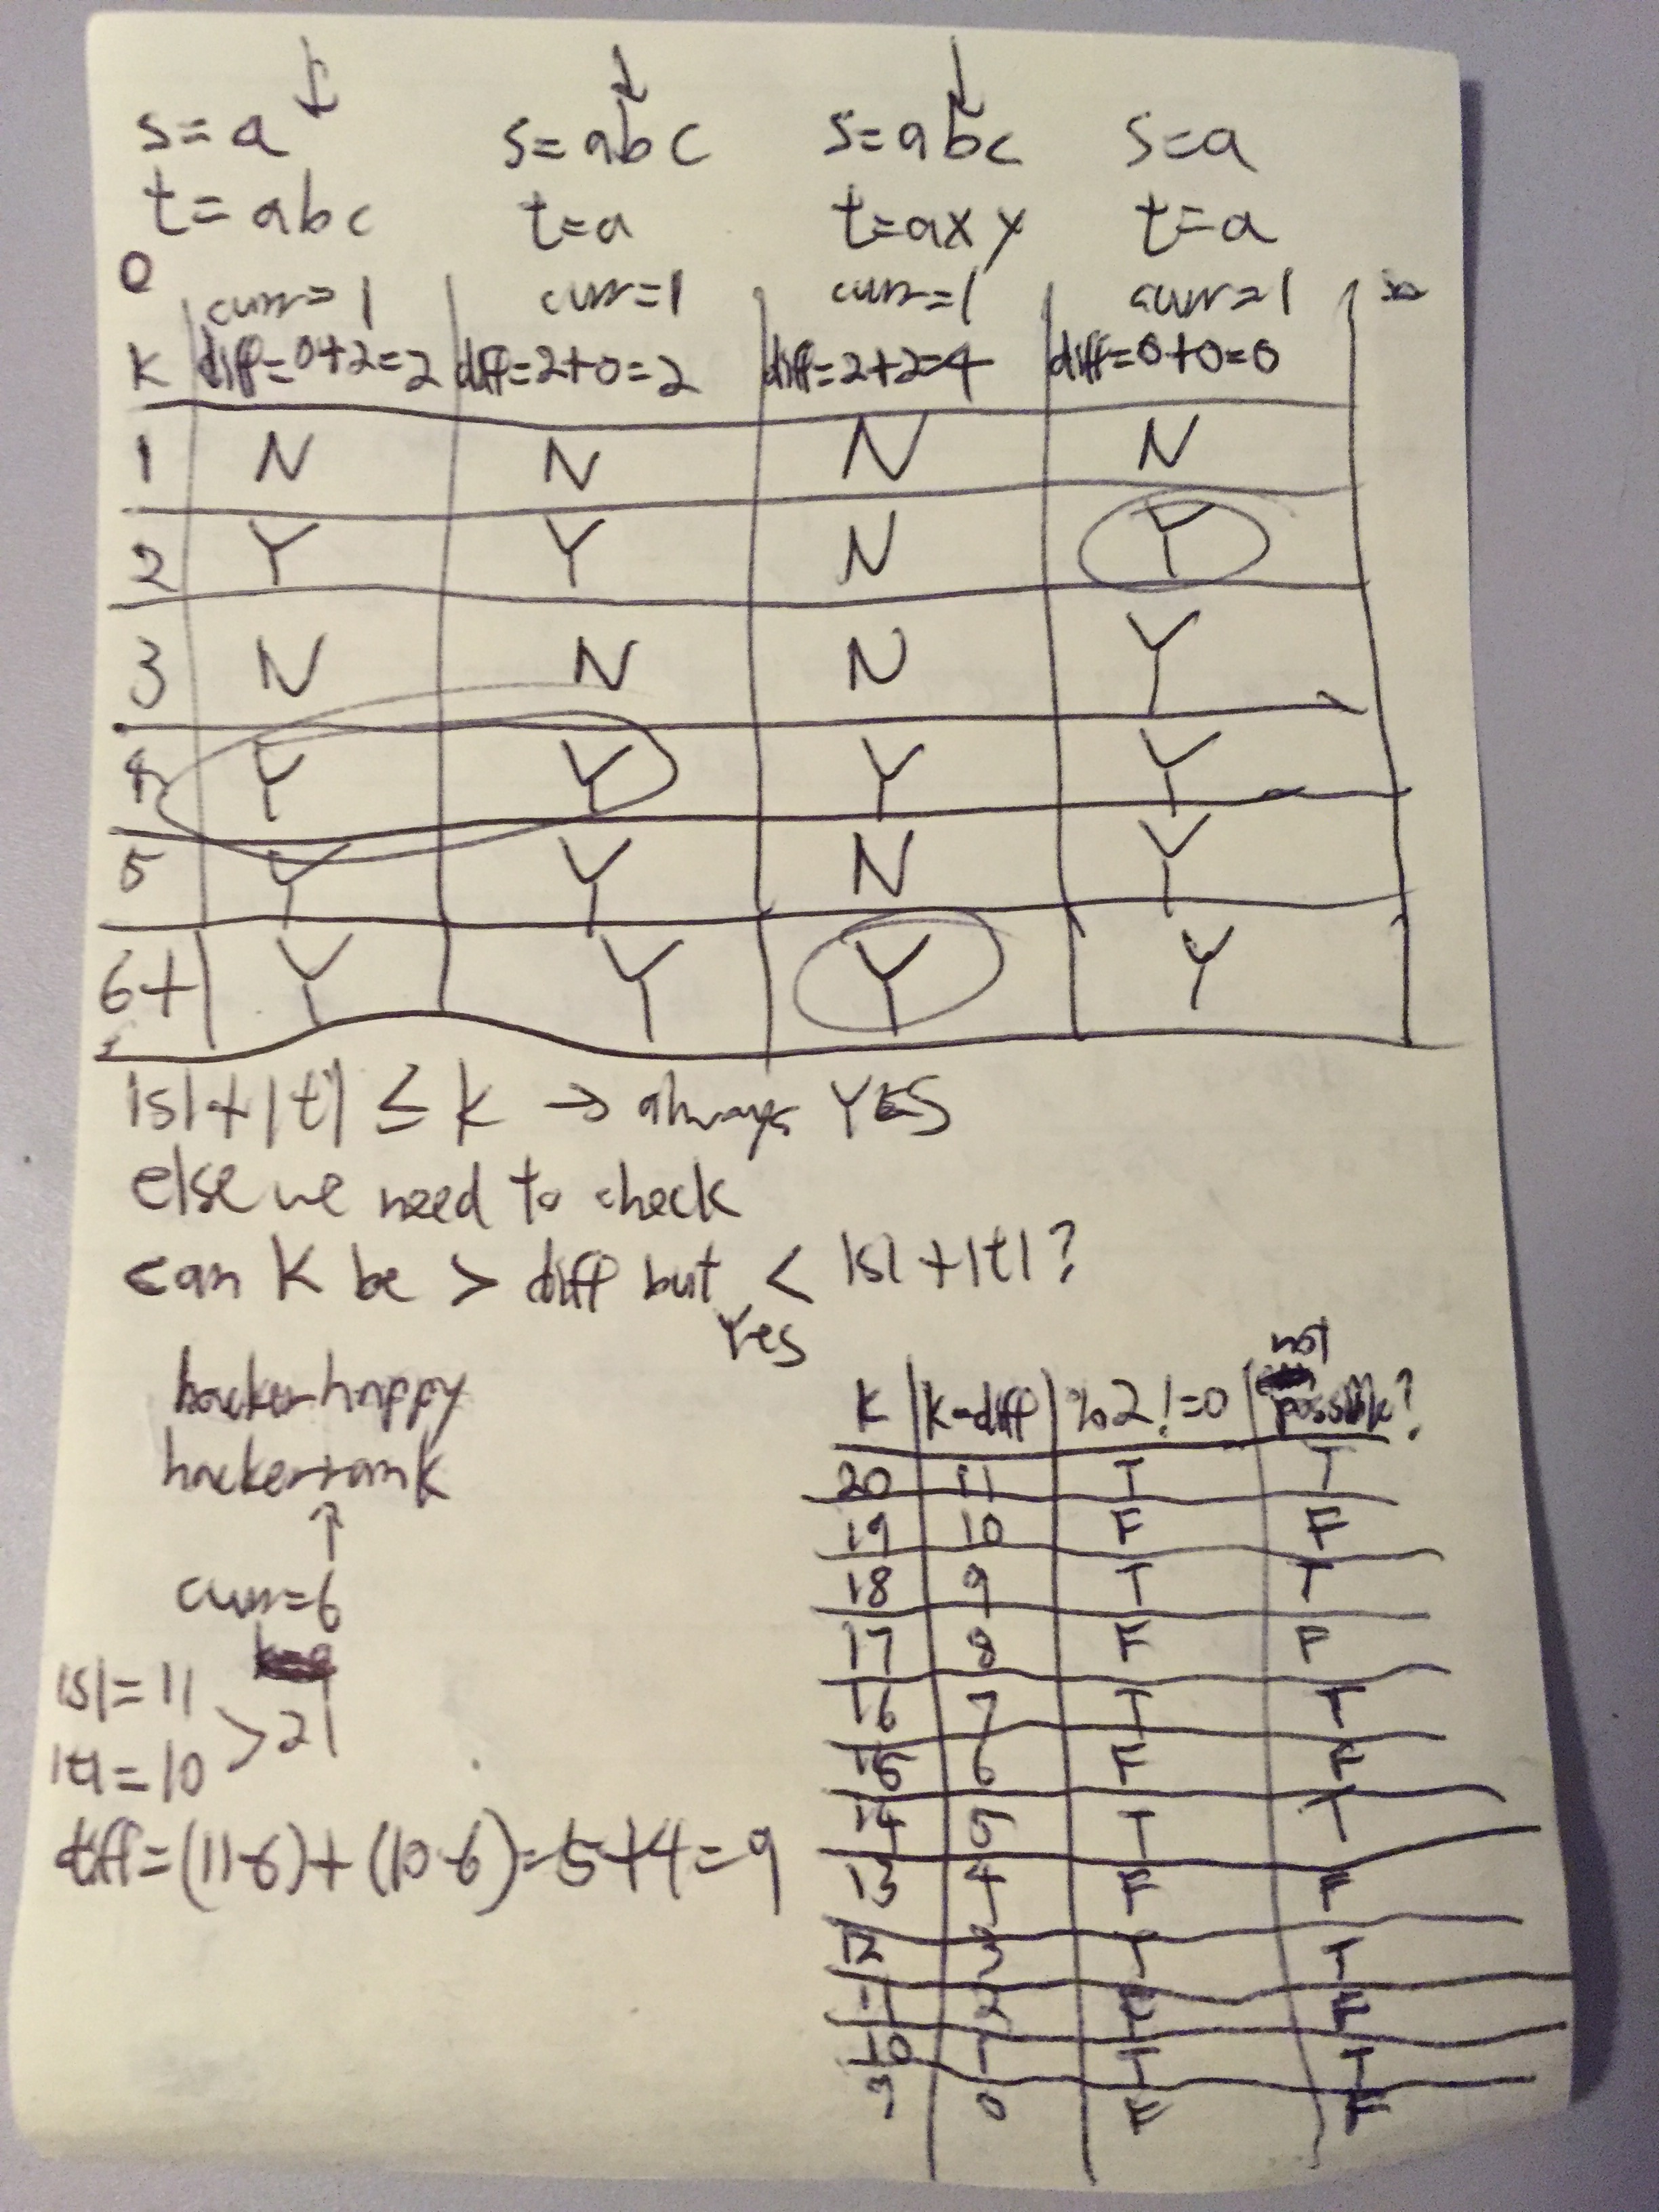 s=a s=abc s=abc s=a
t=abc t=a t=axy t=a
0
curr=1 curr=1 curr=1 curr=1
k diff=0+2=2 diff=2+0=2 diff=2+2=4 diff=0+0=0
1 N N N N
2 Y Y N Y
3 N N N Y
4 Y Y Y Y
5 Y Y N Y
6+ Y Y Y Y
|s|+|t| ≤ k → always YES
else we need to check
can k be > diff but < |s|+|t|?
Yes
hackerhappy
hackerrank
↑
curr=6
|s|=11
> 21
|t|=10
diff=(11-6)+(10-6)=5+4=9
not
k k-diff %2!=0 possible?
20 11 T T
19 10 F F
18 9 T T
17 8 F F
16 7 T T
15 6 F F
14 5 T T
13 4 F F
12 3 T T
11 2 F F
10 1 T T
9 0 F F